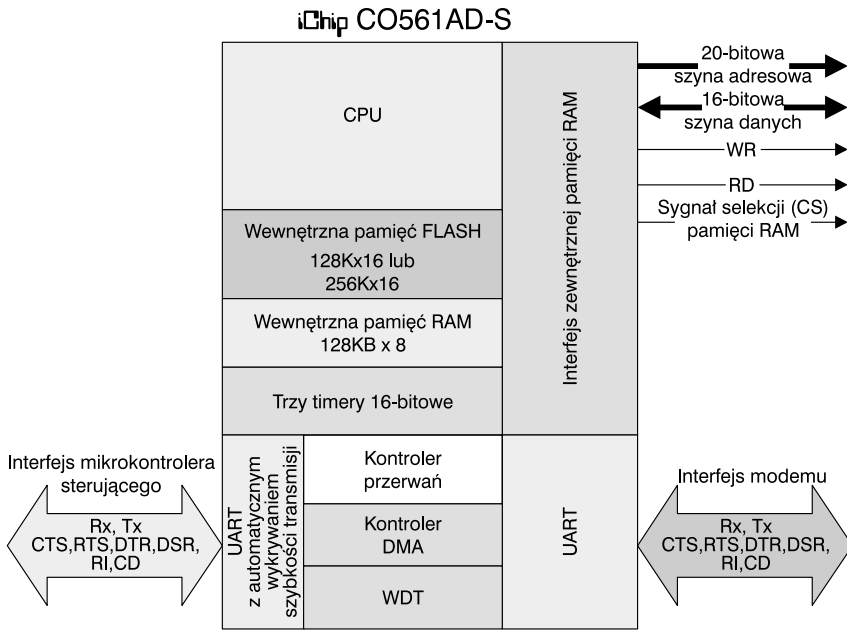 iChip CO561AD-S
CPU
Wewnętrzna pamięć FLASH
128Kx16 lub
256Kx16
Wewnętrzna pamięć RAM
128KB x 8
Trzy timery 16-bitowe
Interfejs zewnętrznej pamięci RAM
20-bitowa
szyna adresowa
16-bitowa
szyna danych
WR
RD
Sygnał selekcji (CS)
pamięci RAM
Interfejs mikrokontrolera
sterującego
Rx, Tx
CTS,RTS,DTR,DSR,
RI,CD
UART
z automatycznym
wykrywaniem
szybkości transmisji
Kontroler
przerwań
Kontroler
DMA
WDT
UART
Interfejs modemu
Rx, Tx
CTS,RTS,DTR,DSR,
RI,CD